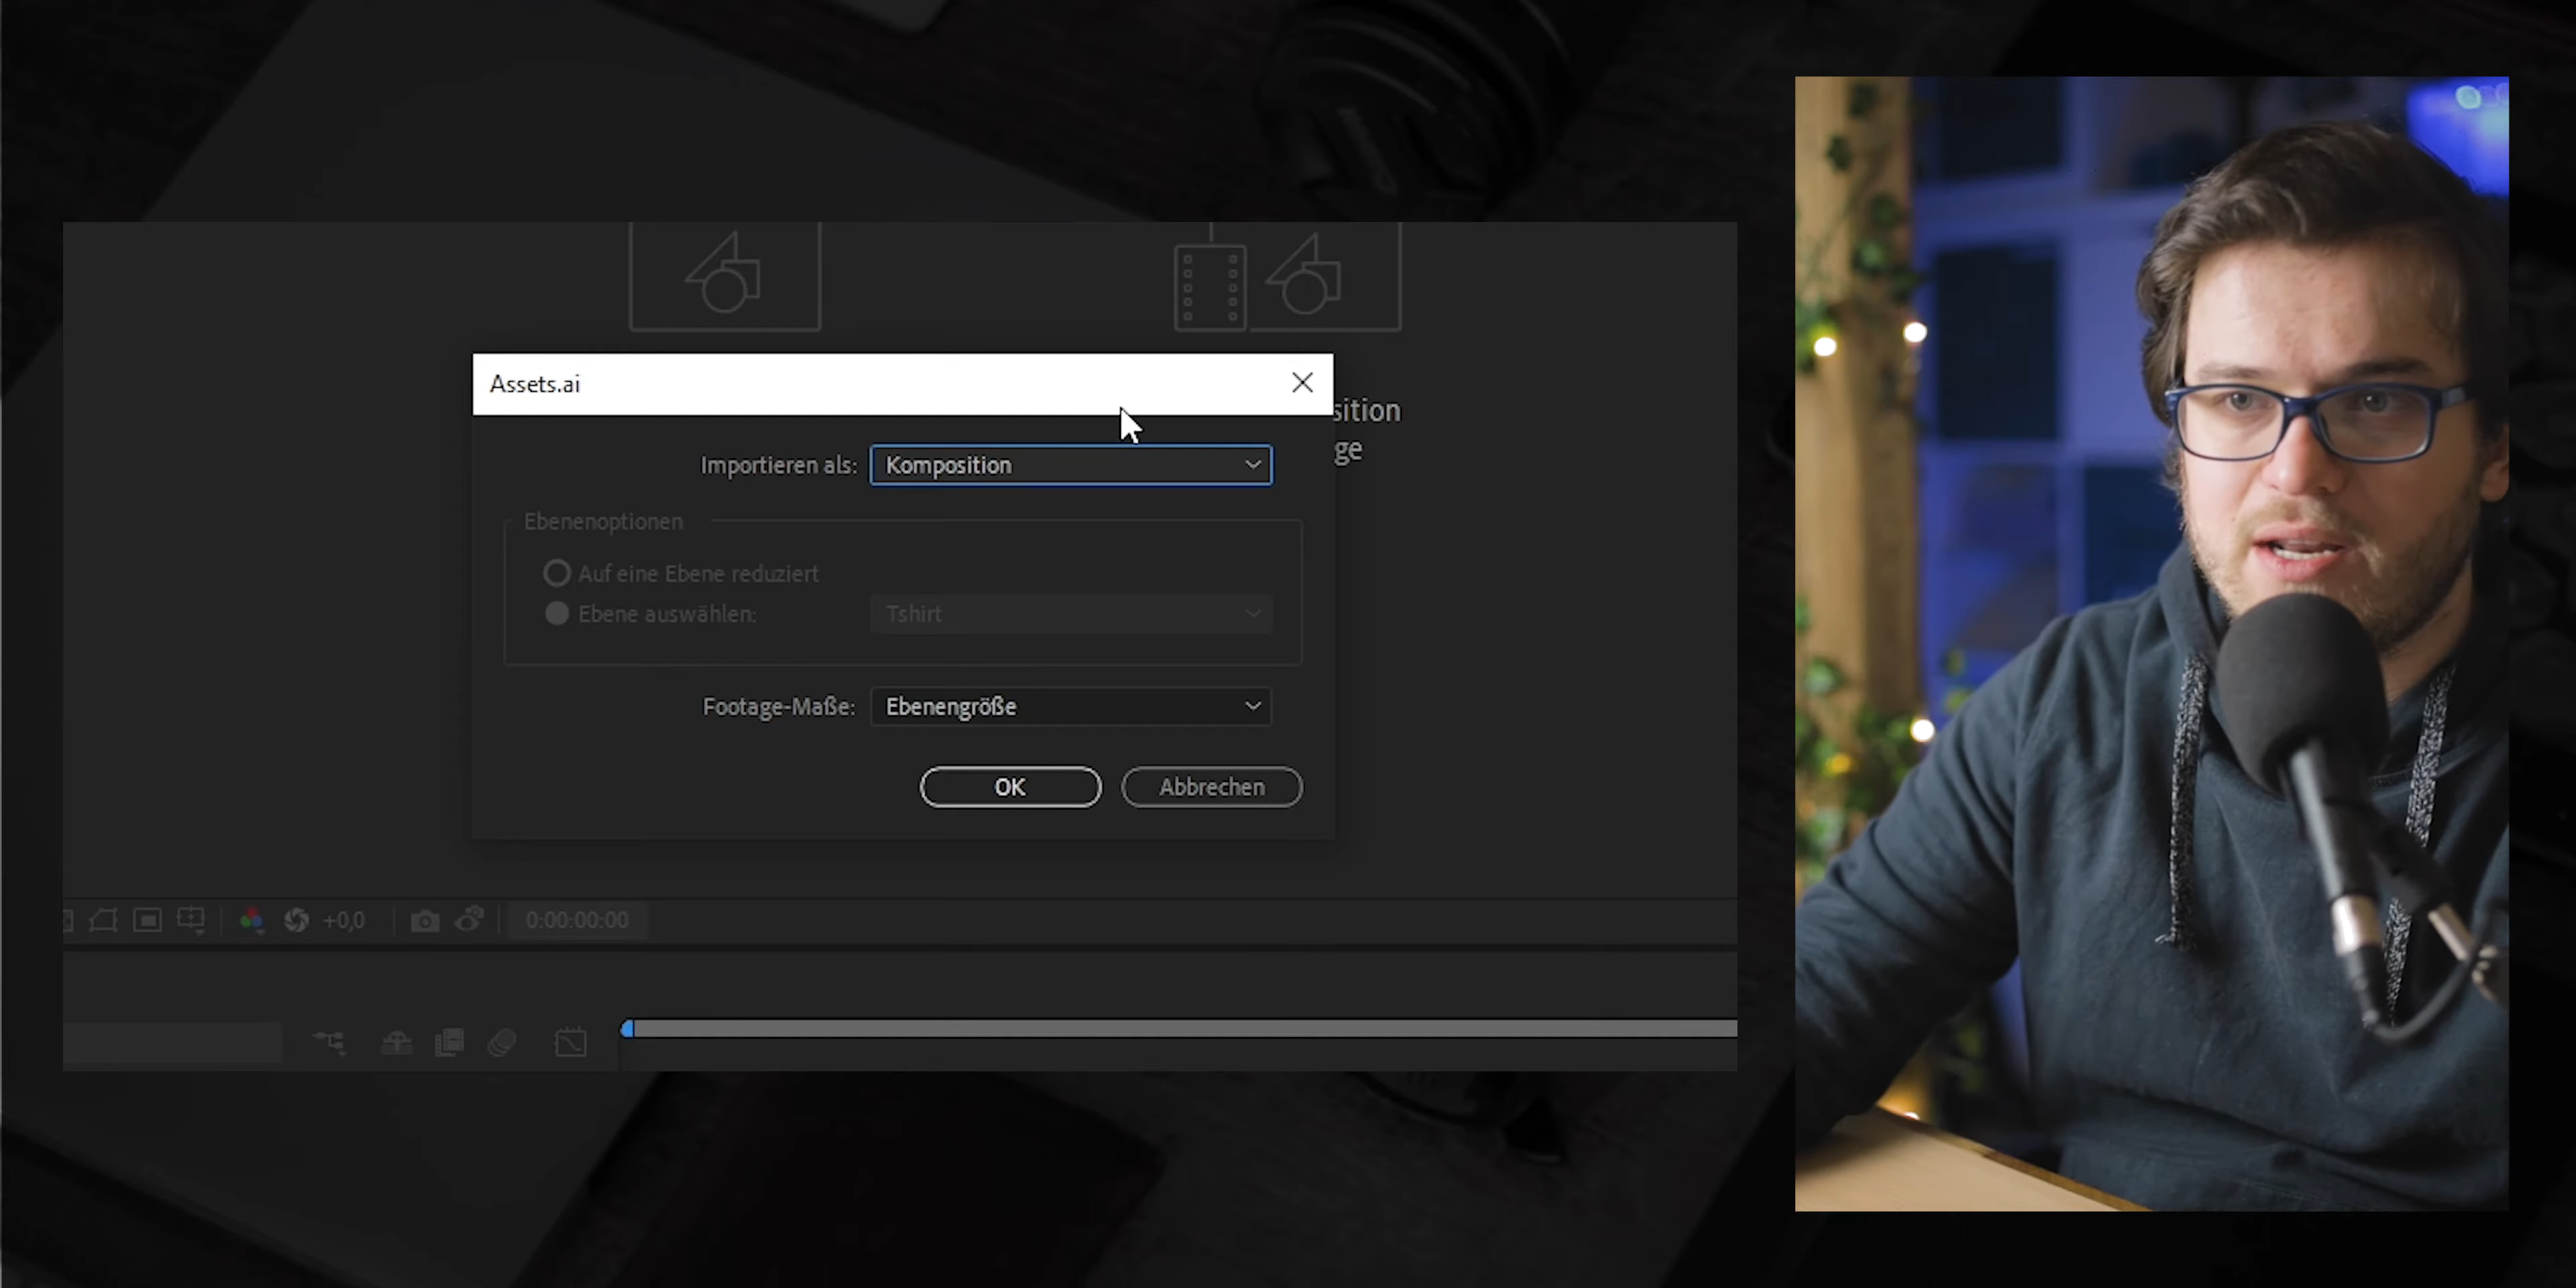 Assets.ai
sition
ge
Importieren als: Komposition
Ebenenoptionen
Auf eine Ebene reduziert
Ebene auswählen: Tshirt
Footage-Maße: Ebenengröße
OK Abbrechen
+0,0 0:00:00:00